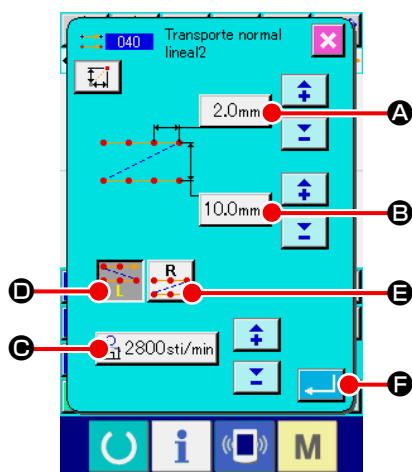 040
Transporte normal
lineal2
2.0mm
A
10.0mm
B
D
L
R
E
C
2800sti/min
F
i
M